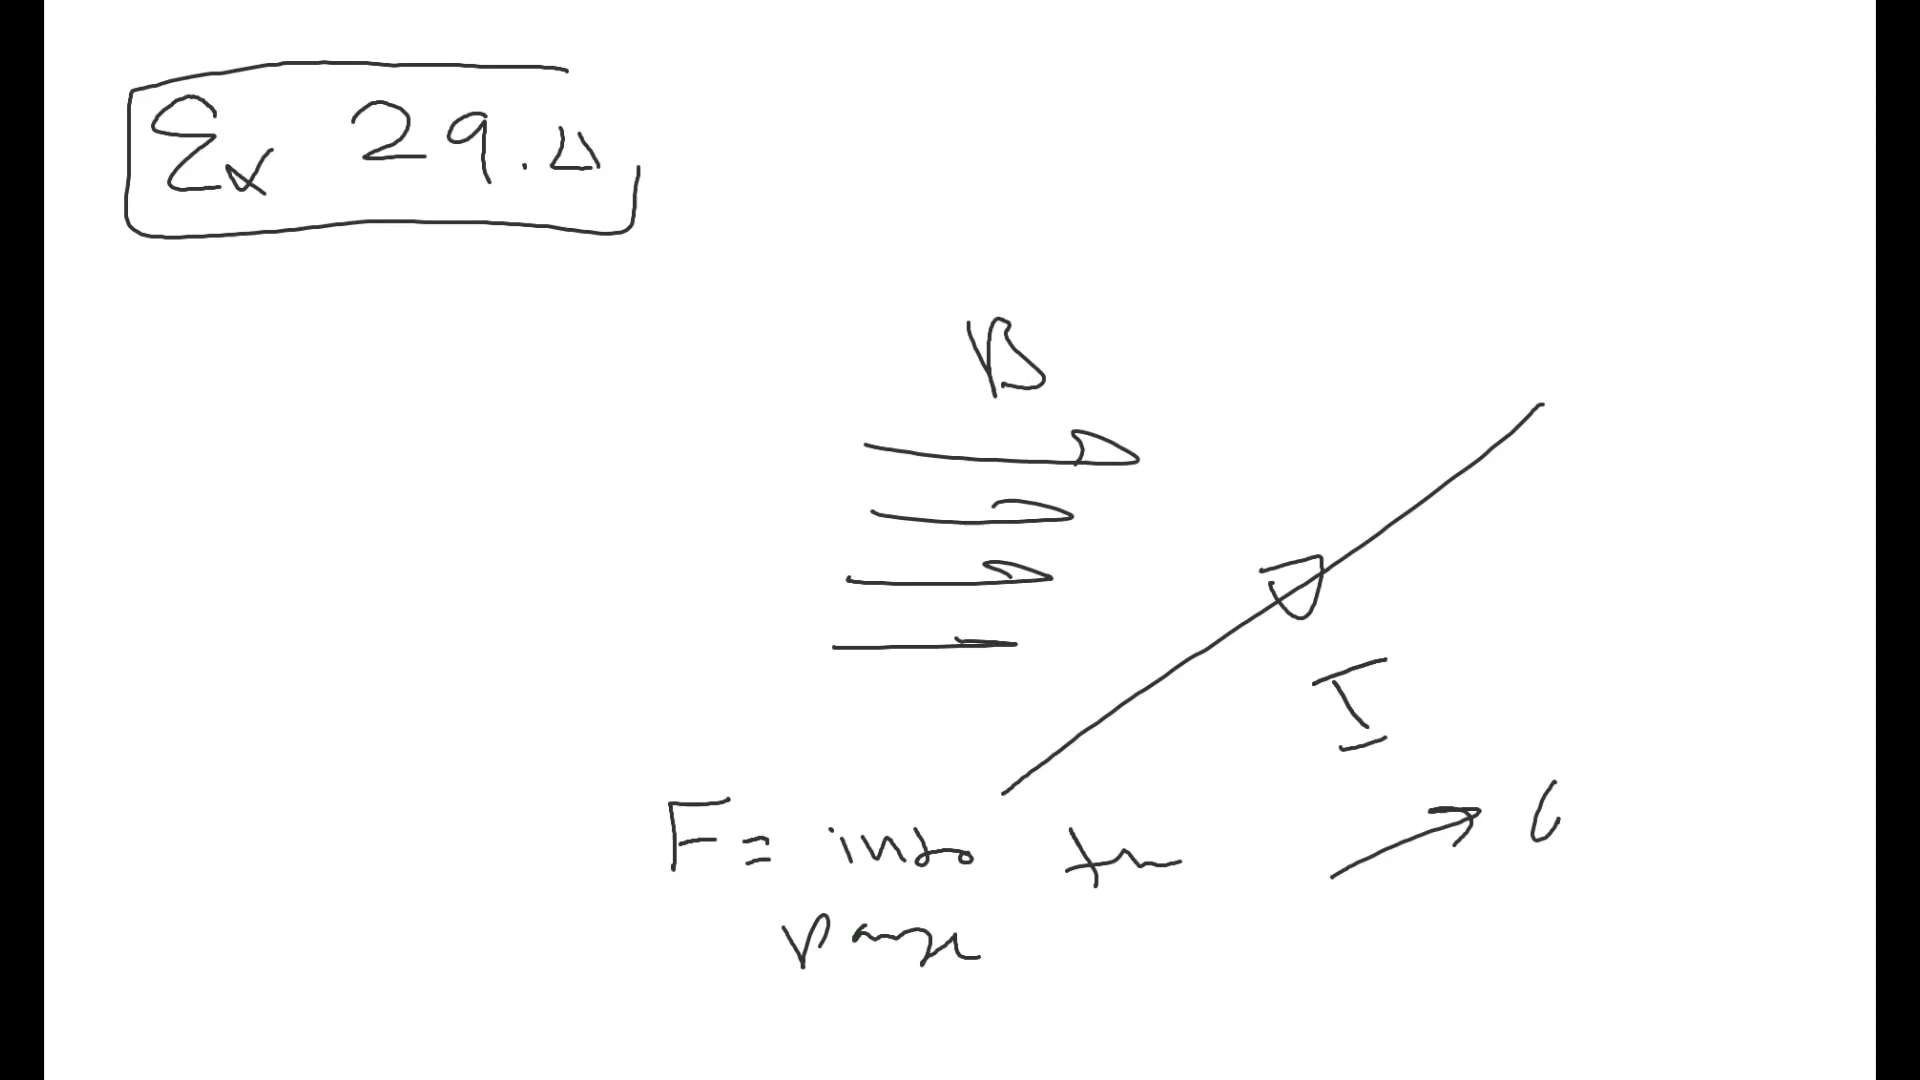 Ex 29.4
B
I
F = into the
page